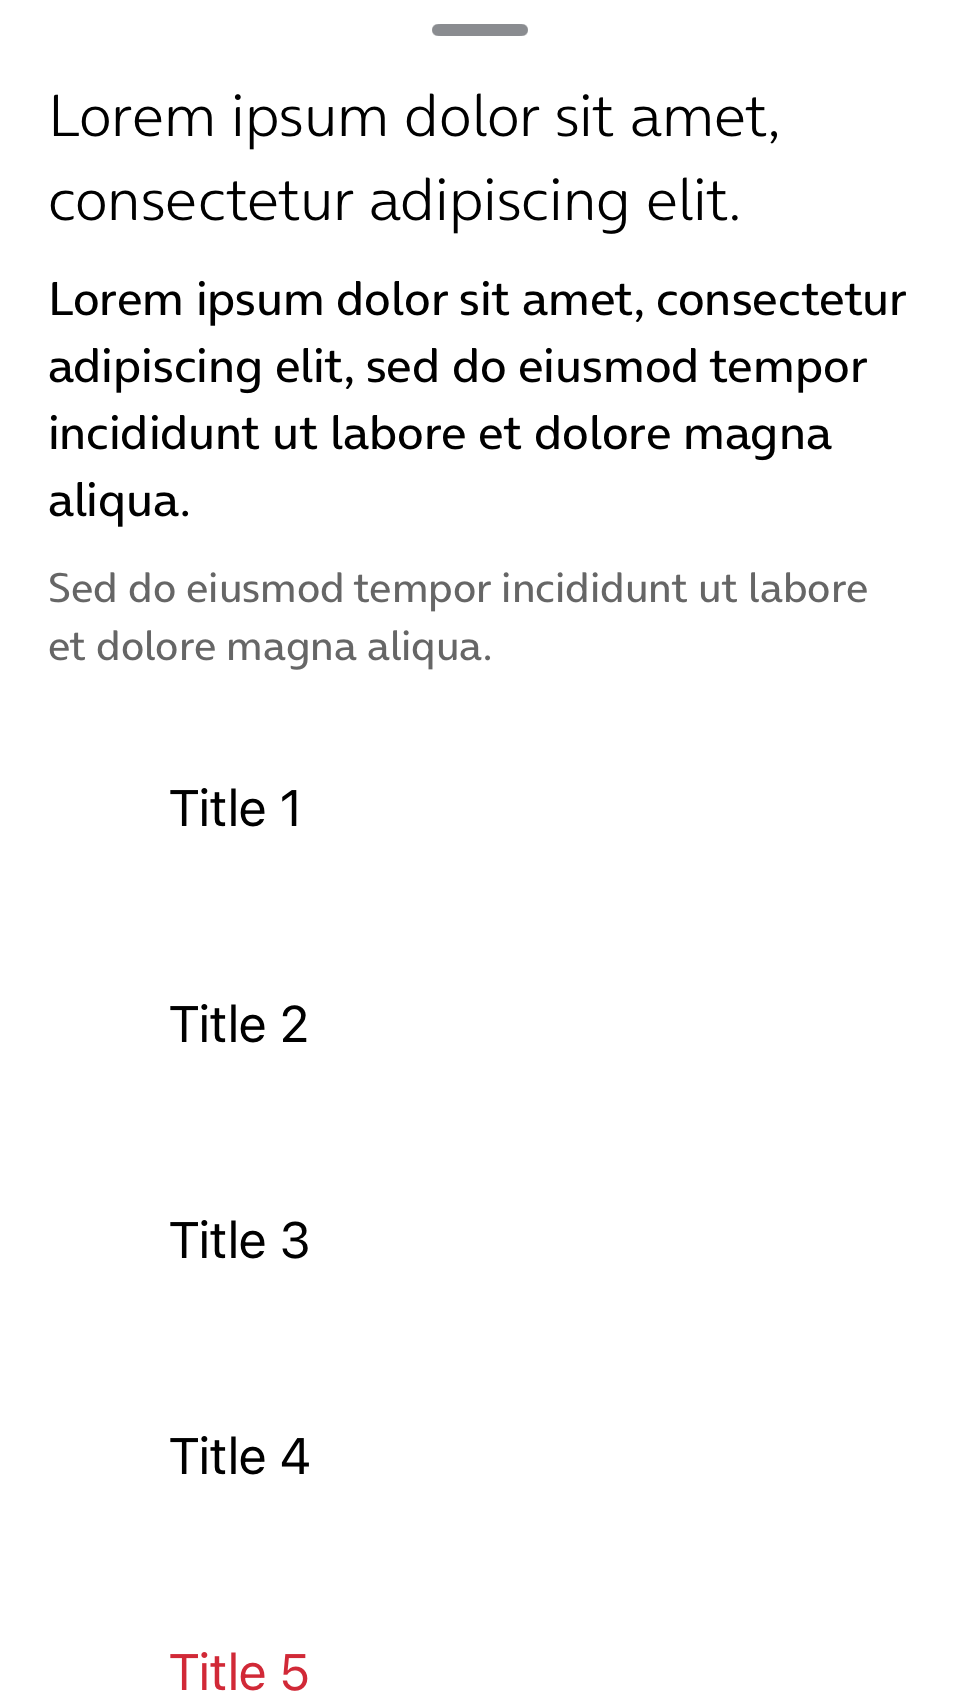 Lorem ipsum dolor sit amet,
consectetur adipiscing elit.
Lorem ipsum dolor sit amet, consectetur
adipiscing elit, sed do eiusmod tempor
incididunt ut labore et dolore magna
aliqua.
Sed do eiusmod tempor incididunt ut labore
et dolore magna aliqua.
Title 1
Title 2
Title 3
Title 4
Title 5